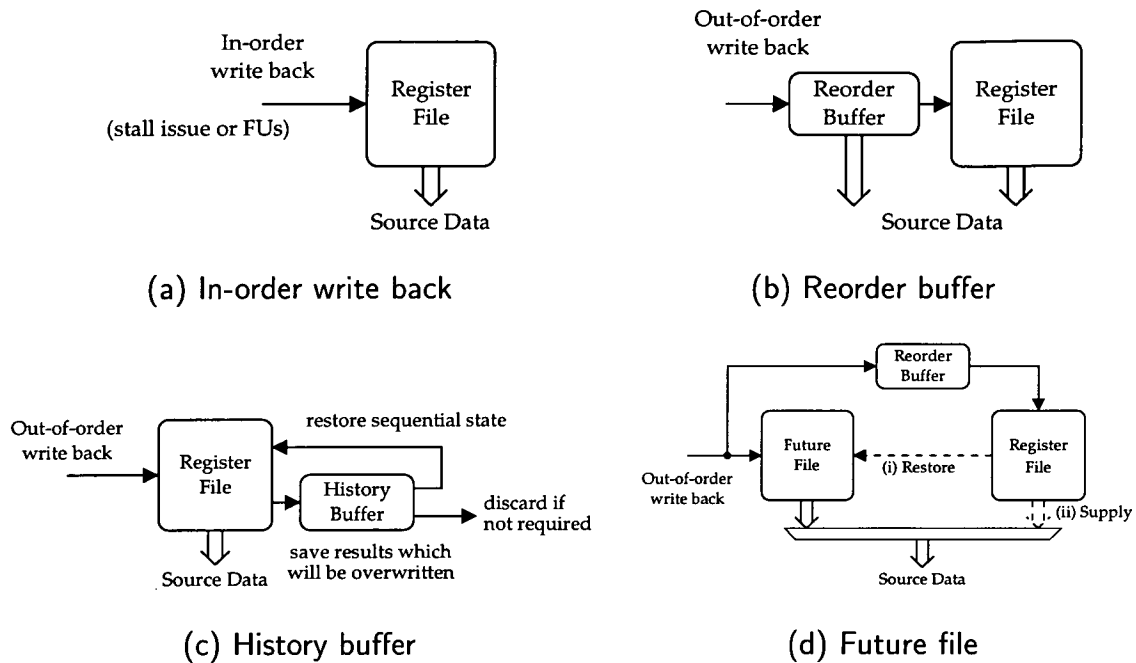 In-order
write back
(stall issue or FUs)
Register
File
Source Data
(a) In-order write back
Out-of-order
write back
Reorder
Buffer
Register
File
Source Data
(b) Reorder buffer
Out-of-order
write back
Register
File
restore sequential state
History
Buffer
discard if
not required
save results which
will be overwritten
Source Data
(c) History buffer
Reorder
Buffer
Future
File
Register
File
(i) Restore
Out-of-order
write back
(ii) Supply
Source Data
(d) Future file